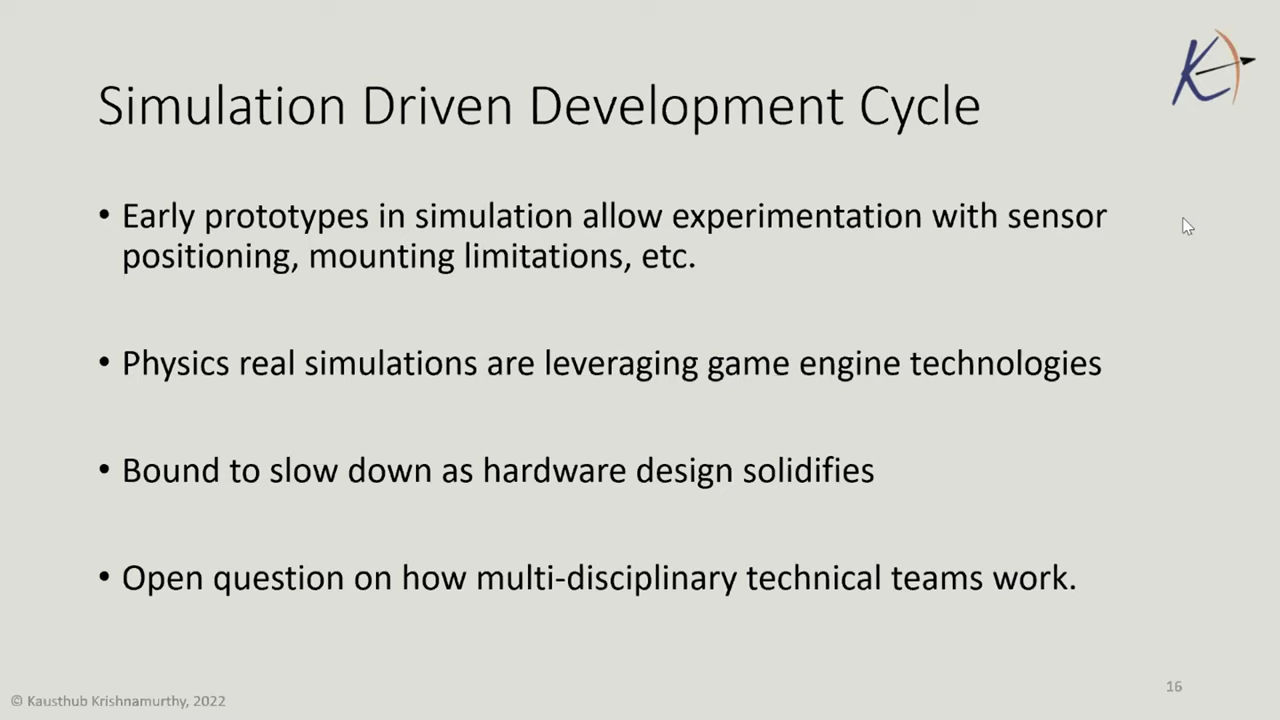 Simulation Driven Development Cycle
• Early prototypes in simulation allow experimentation with sensor
positioning, mounting limitations, etc.
• Physics real simulations are leveraging game engine technologies
• Bound to slow down as hardware design solidifies
• Open question on how multi-disciplinary technical teams work.
© Kausthub Krishnamurthy, 2022
16